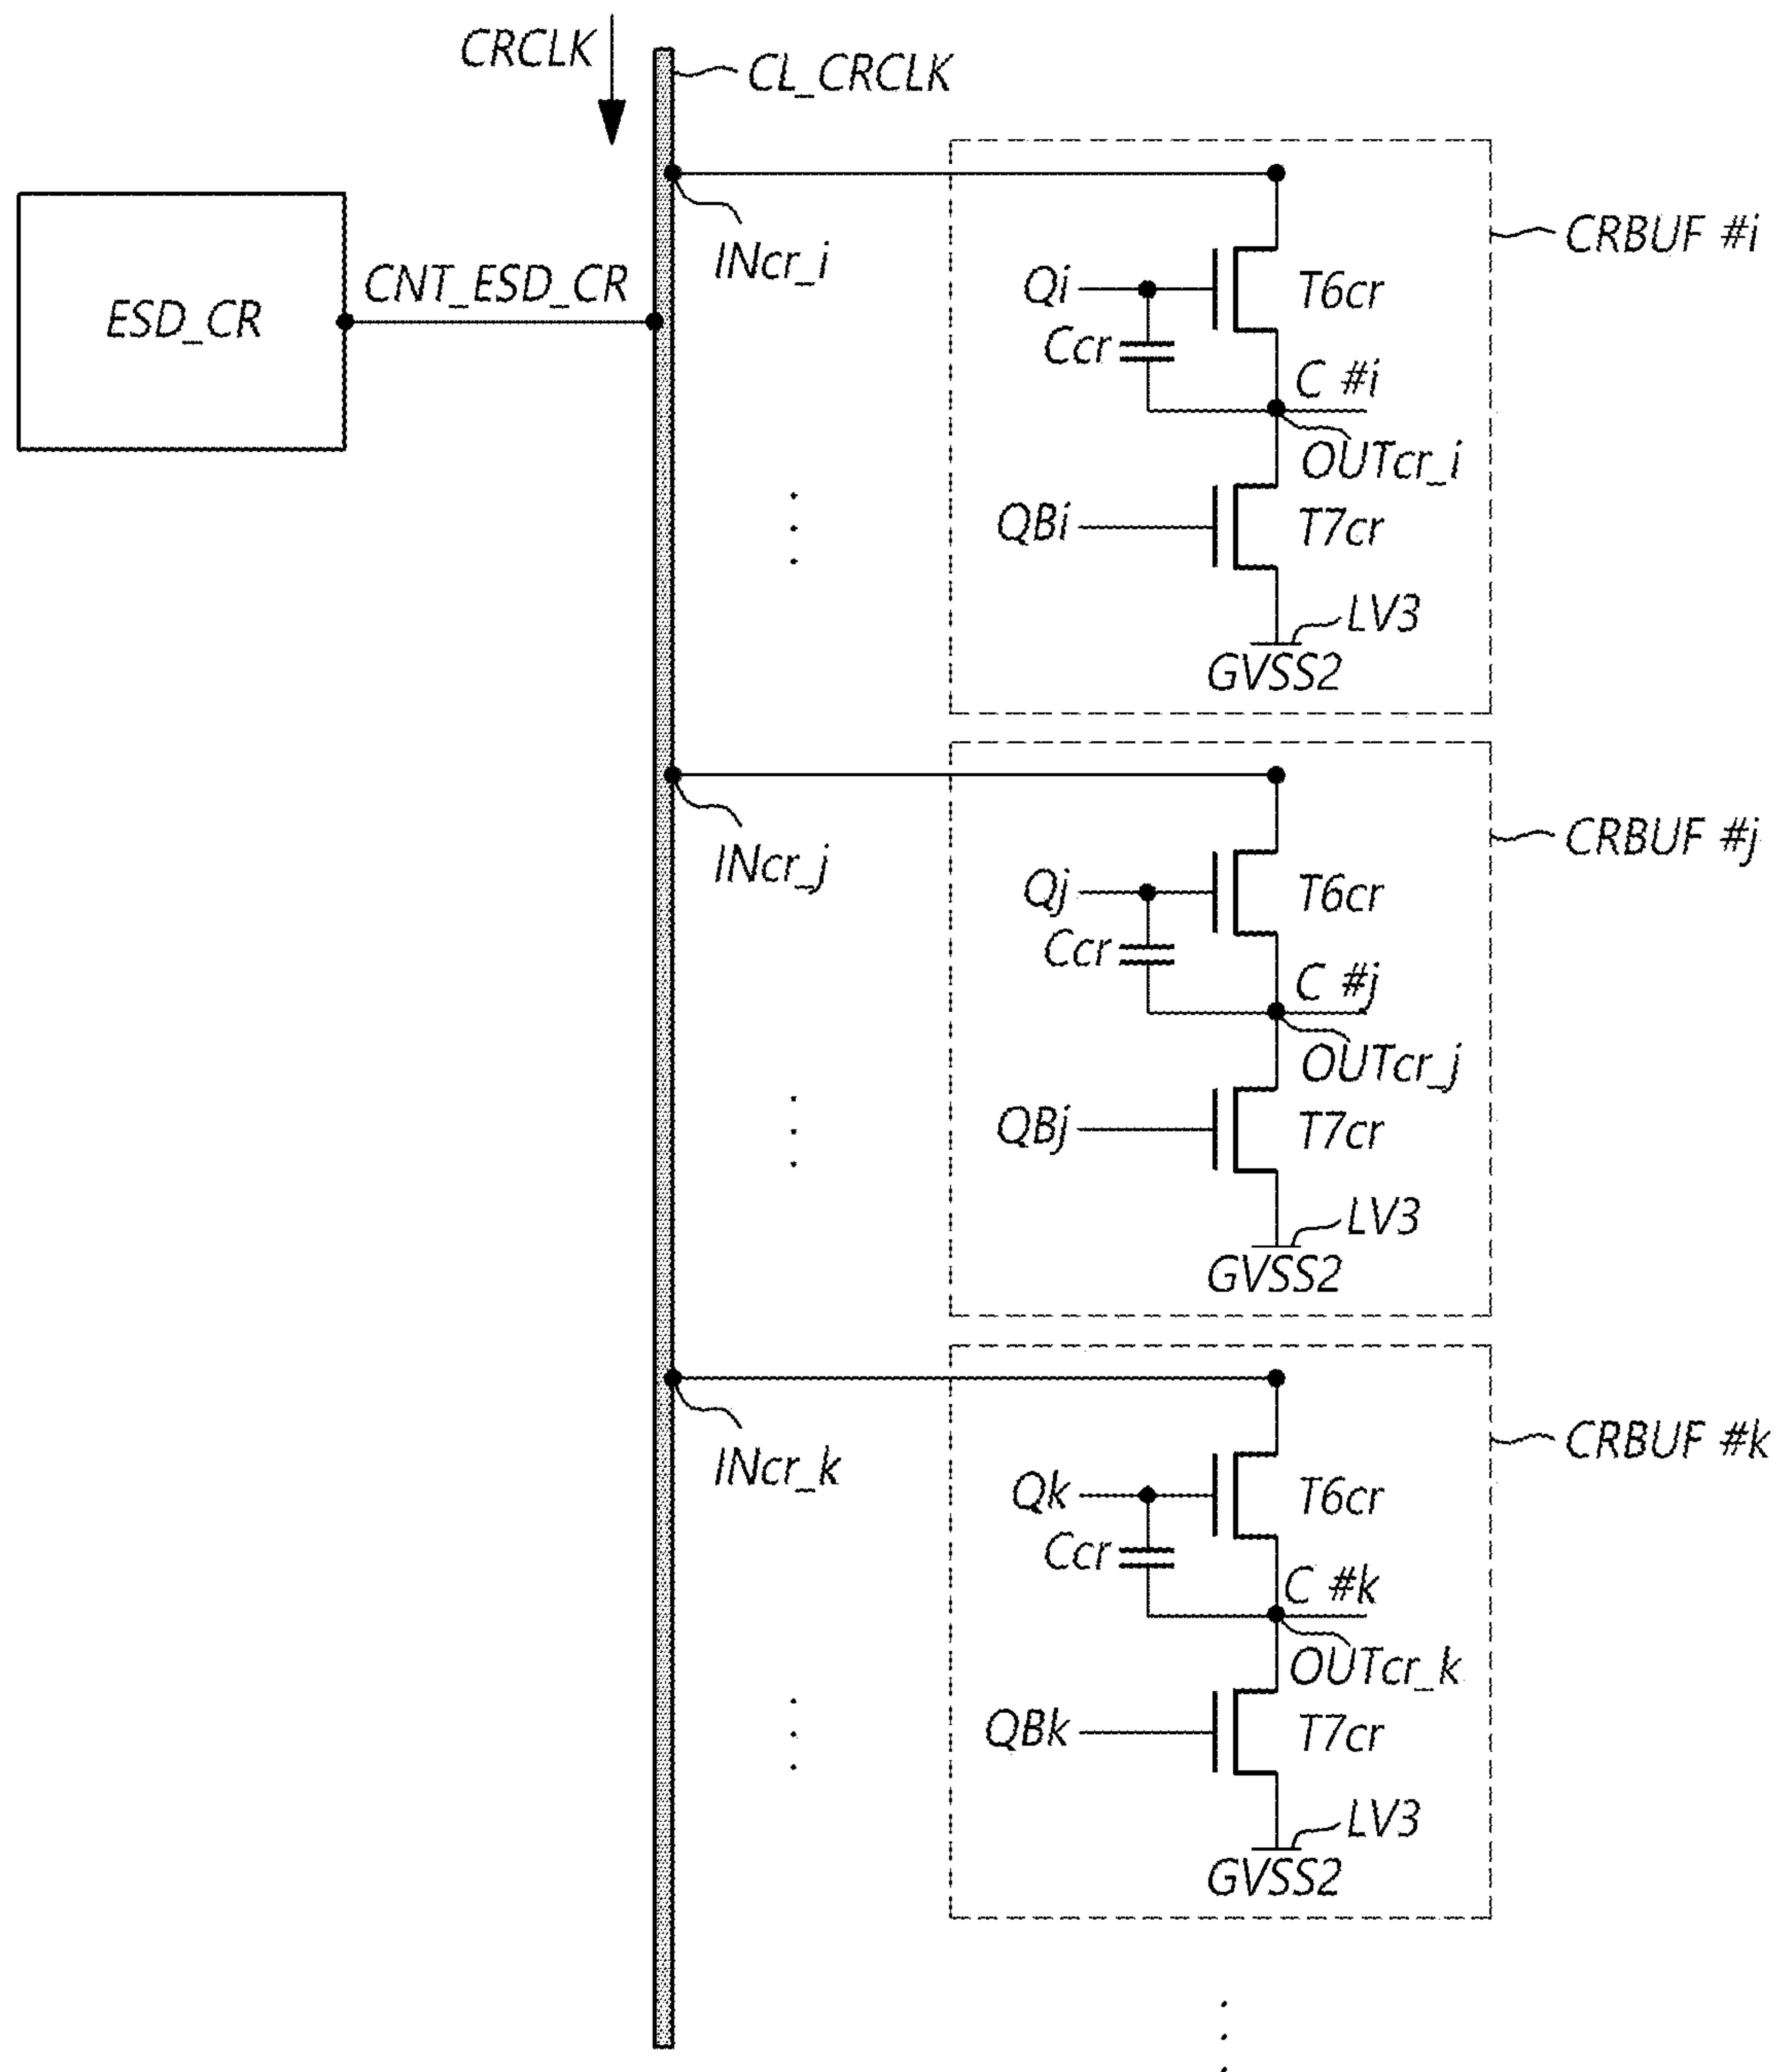 CRCLK
CL_CRCLK
ESD_CR
CNT_ESD_CR
INcr_i
CRBUF #i
Qi
T6cr
Ccr
C #i
OUTcr_i
QBi
T7cr
LV3
GVSS2
INcr_j
CRBUF #j
Qj
T6cr
Ccr
C #j
OUTcr_j
QBj
T7cr
LV3
GVSS2
INcr_k
CRBUF #k
Qk
T6cr
Ccr
C #k
OUTcr_k
QBk
T7cr
LV3
GVSS2